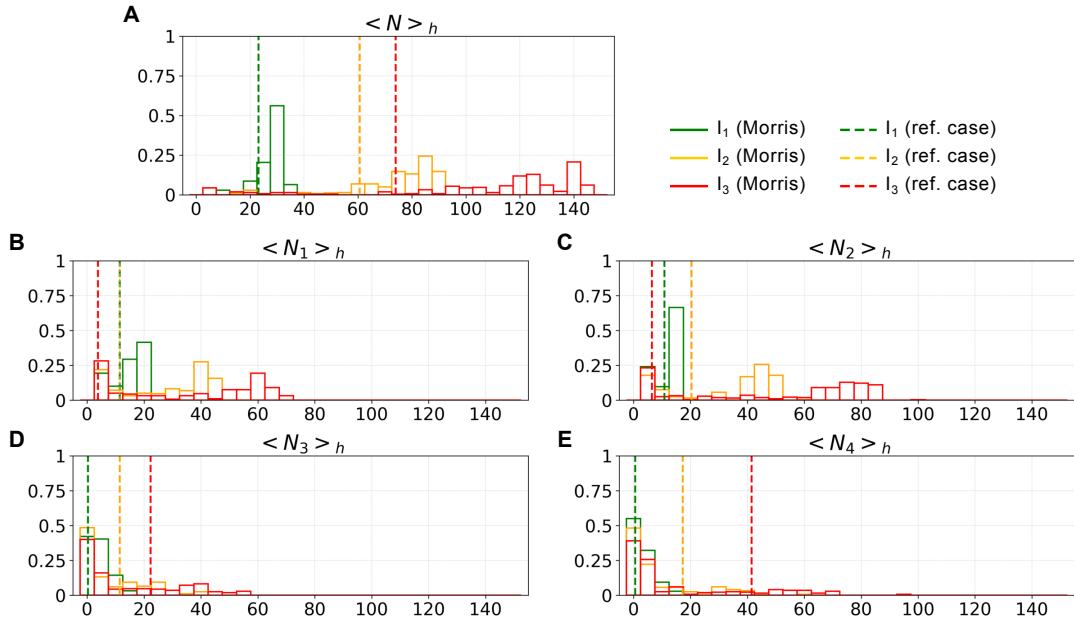 A
< N >h
1
0.75
0.5
0.25
0
0 20 40 60 80 100 120 140
I1 (Morris) I1 (ref. case)
I2 (Morris) I2 (ref. case)
I3 (Morris) I3 (ref. case)
B
< N1 >h
1
0.75
0.5
0.25
0
0 20 40 60 80 100 120 140
C
< N2 >h
1
0.75
0.5
0.25
0
0 20 40 60 80 100 120 140
D
< N3 >h
1
0.75
0.5
0.25
0
0 20 40 60 80 100 120 140
E
< N4 >h
1
0.75
0.5
0.25
0
0 20 40 60 80 100 120 140